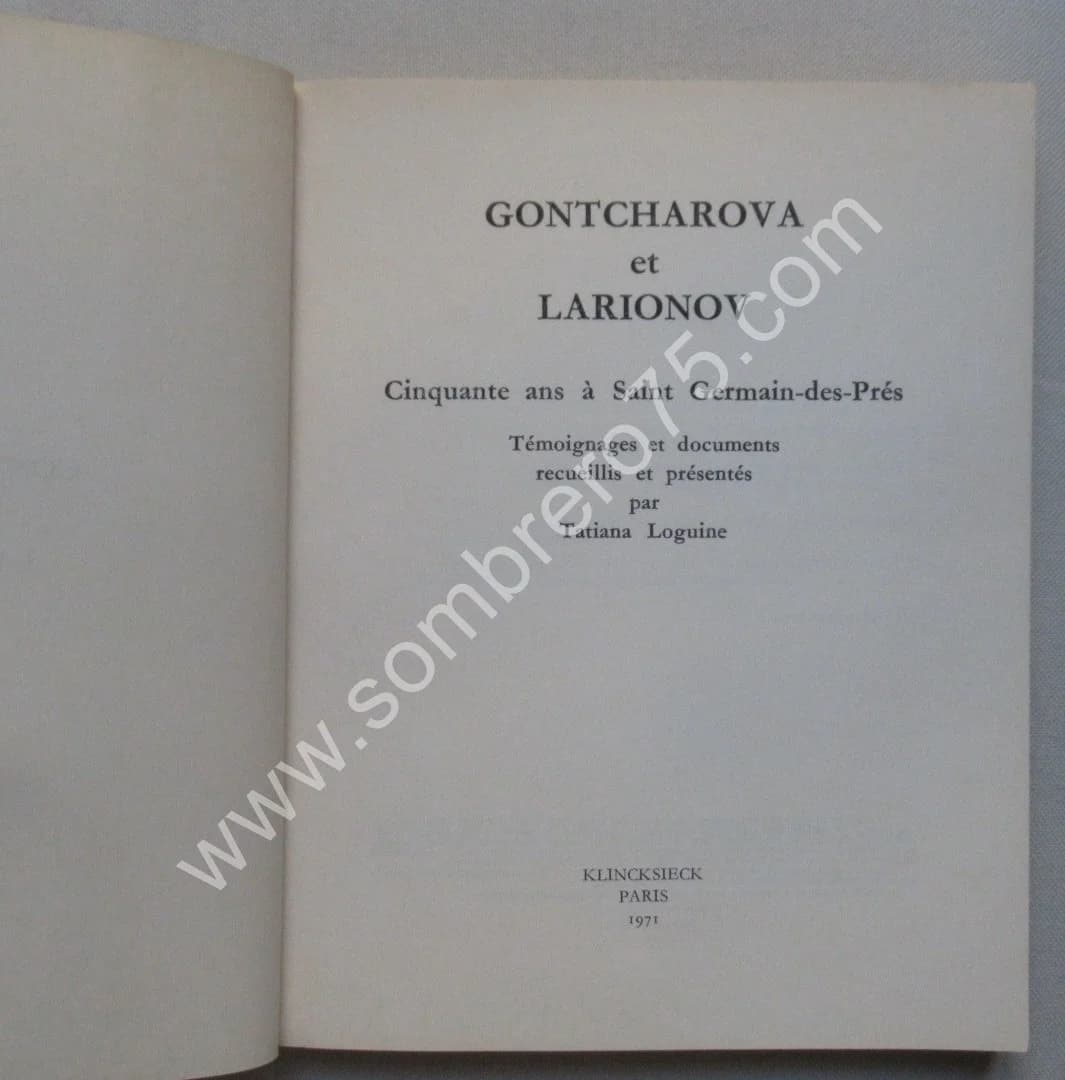 GONTCHAROVA
et
LARIONOV
Cinquante ans à Saint Germain-des-Prés
Témoignages et documents
recueillis et présentés
par
Tatiana Loguine
KLINCKSIECK
PARIS
1971
www.sombrero75.com